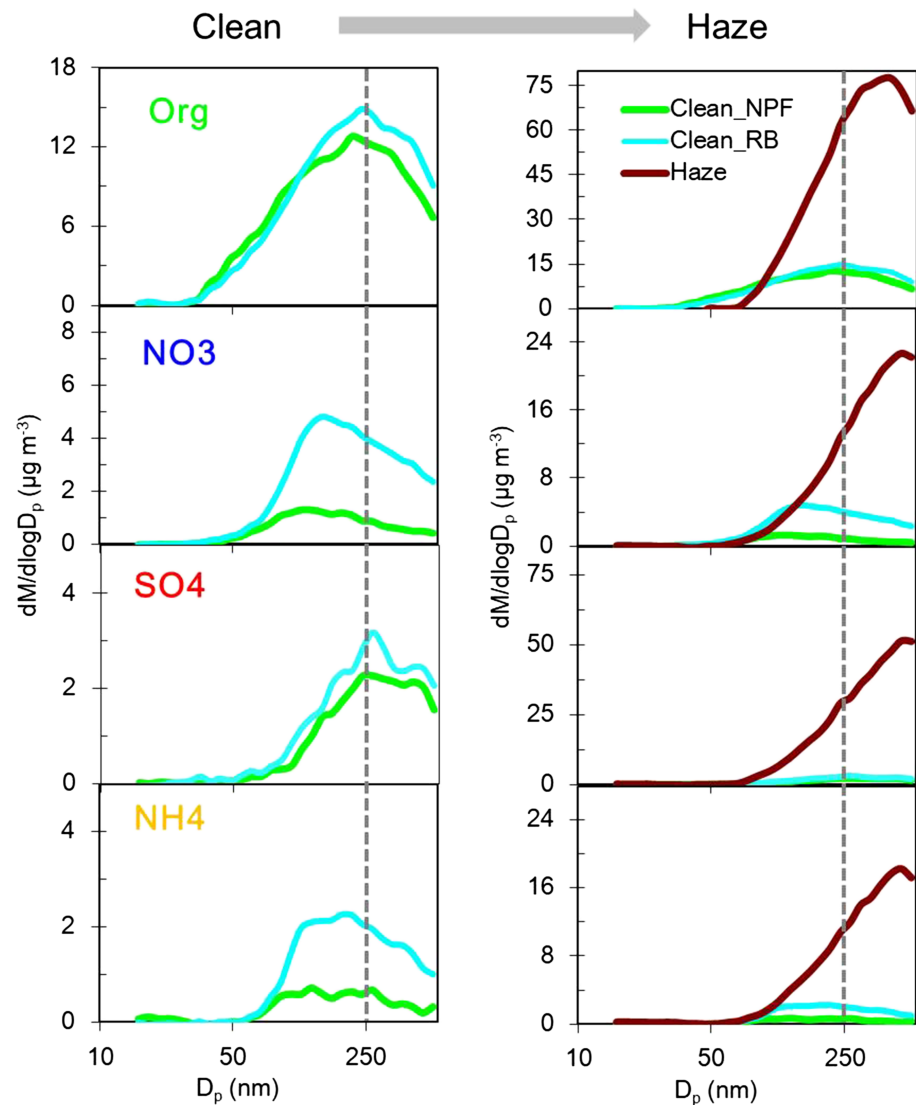 Clean
Haze
18
12
6
0
Org
75
60
45
30
15
0
Clean_NPF
Clean_RB
Haze
8
6
4
2
0
NO3
24
16
8
0
dM/dlogDₚ (µg m⁻³)
dM/dlogDₚ (µg m⁻³)
4
2
0
SO4
75
50
25
0
4
2
0
NH4
24
16
8
0
10 50 250
10 50 250
Dₚ (nm)
Dₚ (nm)